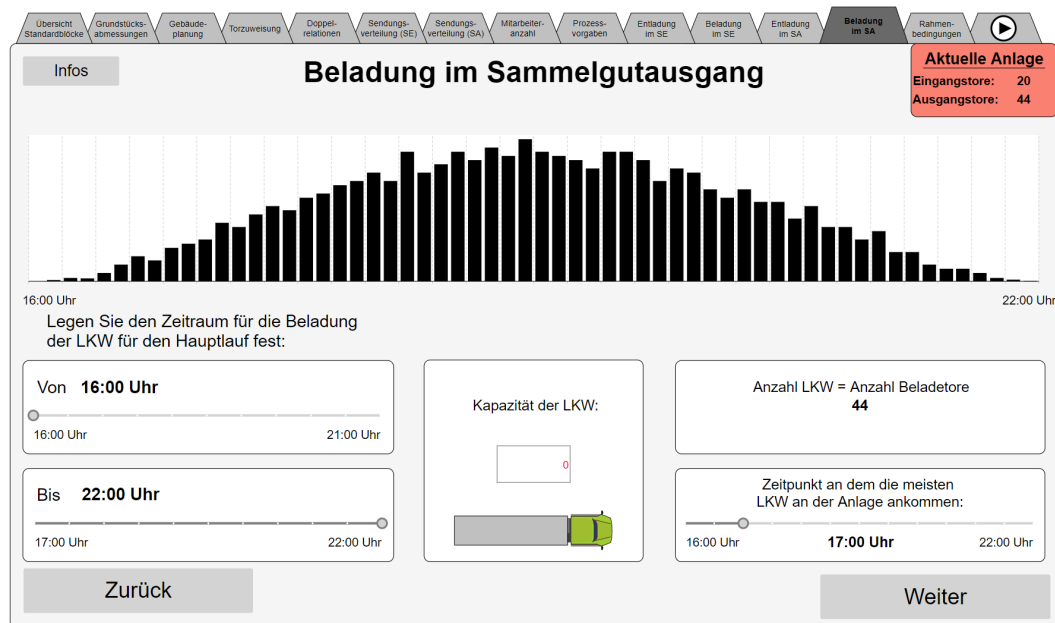 Übersicht
Standardblöcke
Grundstücks-
abmessungen
Gebäude-
planung
Torzuweisung
Doppel-
relationen
Sendungs-
verteilung (SE)
Sendungs-
verteilung (SA)
Mitarbeiter-
anzahl
Prozess-
vorgaben
Entladung
im SE
Beladung
im SE
Entladung
im SA
Beladung
im SA
Rahmen-
bedingungen
Infos
Beladung im Sammelgutausgang
Aktuelle Anlage
Eingangstore: 20
Ausgangstore: 44
16:00 Uhr
22:00 Uhr
Legen Sie den Zeitraum für die Beladung
der LKW für den Hauptlauf fest:
Von 16:00 Uhr
16:00 Uhr
21:00 Uhr
Kapazität der LKW:
0
Anzahl LKW = Anzahl Beladetore
44
Bis 22:00 Uhr
17:00 Uhr
22:00 Uhr
Zeitpunkt an dem die meisten
LKW an der Anlage ankommen:
16:00 Uhr
17:00 Uhr
22:00 Uhr
Zurück
Weiter